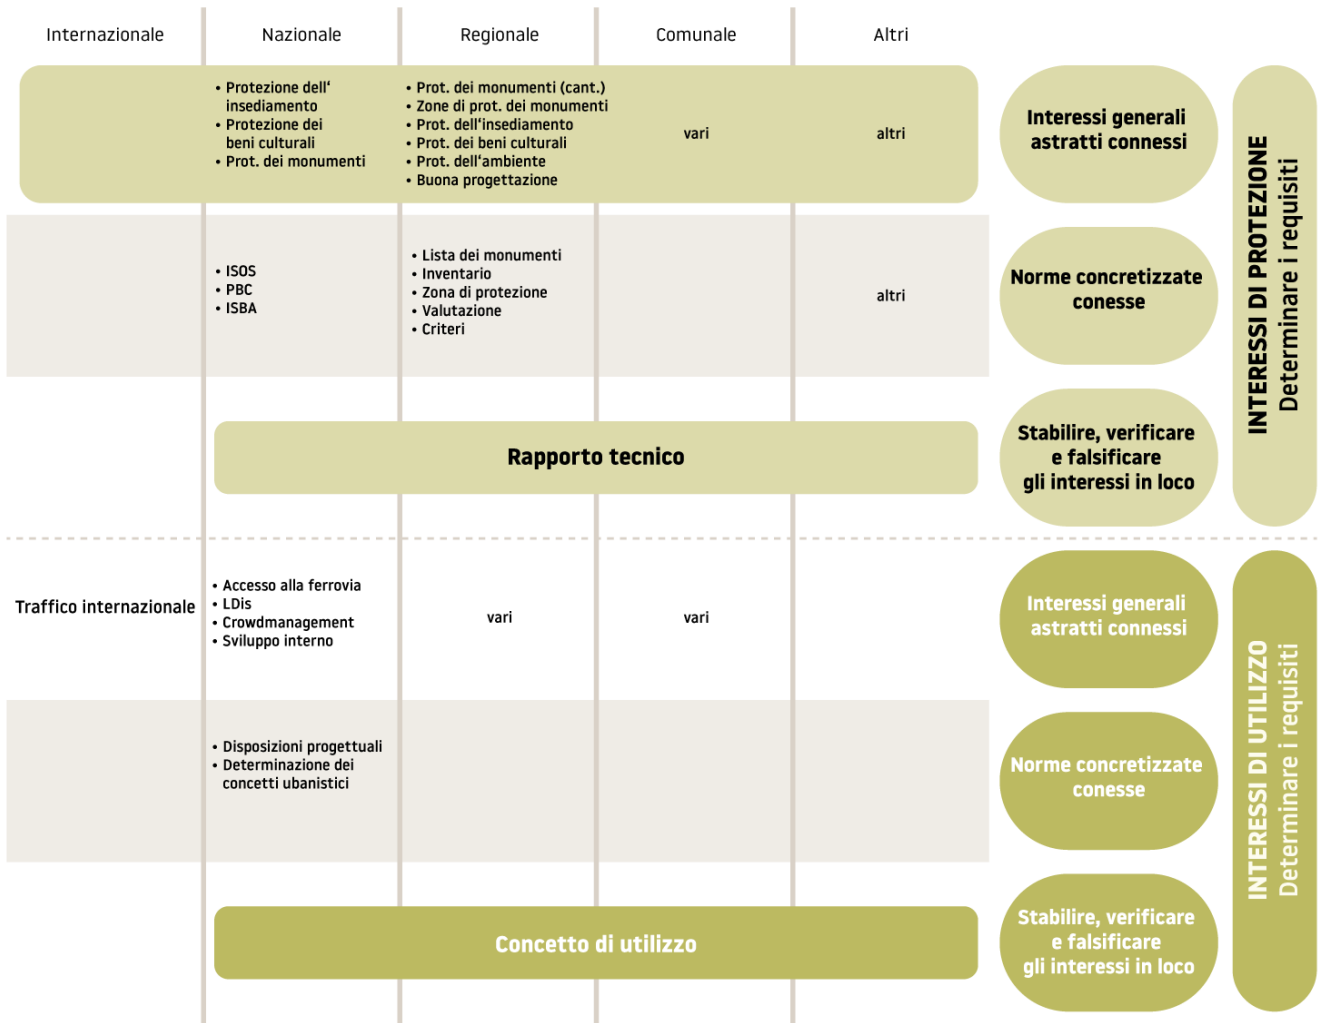 Internazionale
Nazionale
Regionale
Comunale
Altri
• Protezione dell‘
insediamento
• Protezione dei
beni culturali
• Prot. dei monumenti
• Prot. dei monumenti (cant.)
• Zone di prot. dei monumenti
• Prot. dell‘insediamento
• Prot. dei beni culturali
• Prot. dell‘ambiente
• Buona progettazione
vari
altri
Interessi generali
astratti connessi
• ISOS
• PBC
• ISBA
• Lista dei monumenti
• Inventario
• Zona di protezione
• Valutazione
• Criteri
altri
Norme concretizzate
conesse
Rapporto tecnico
Stabilire, verificare
e falsificare
gli interessi in loco
INTERESSI DI PROTEZIONE
Determinare i requisiti
Traffico internazionale
• Accesso alla ferrovia
• LDis
• Crowdmanagement
• Sviluppo interno
vari
vari
Interessi generali
astratti connessi
• Disposizioni progettuali
• Determinazione dei
concetti ubanistici
Norme concretizzate
conesse
Concetto di utilizzo
Stabilire, verificare
e falsificare
gli interessi in loco
INTERESSI DI UTILIZZO
Determinare i requisiti